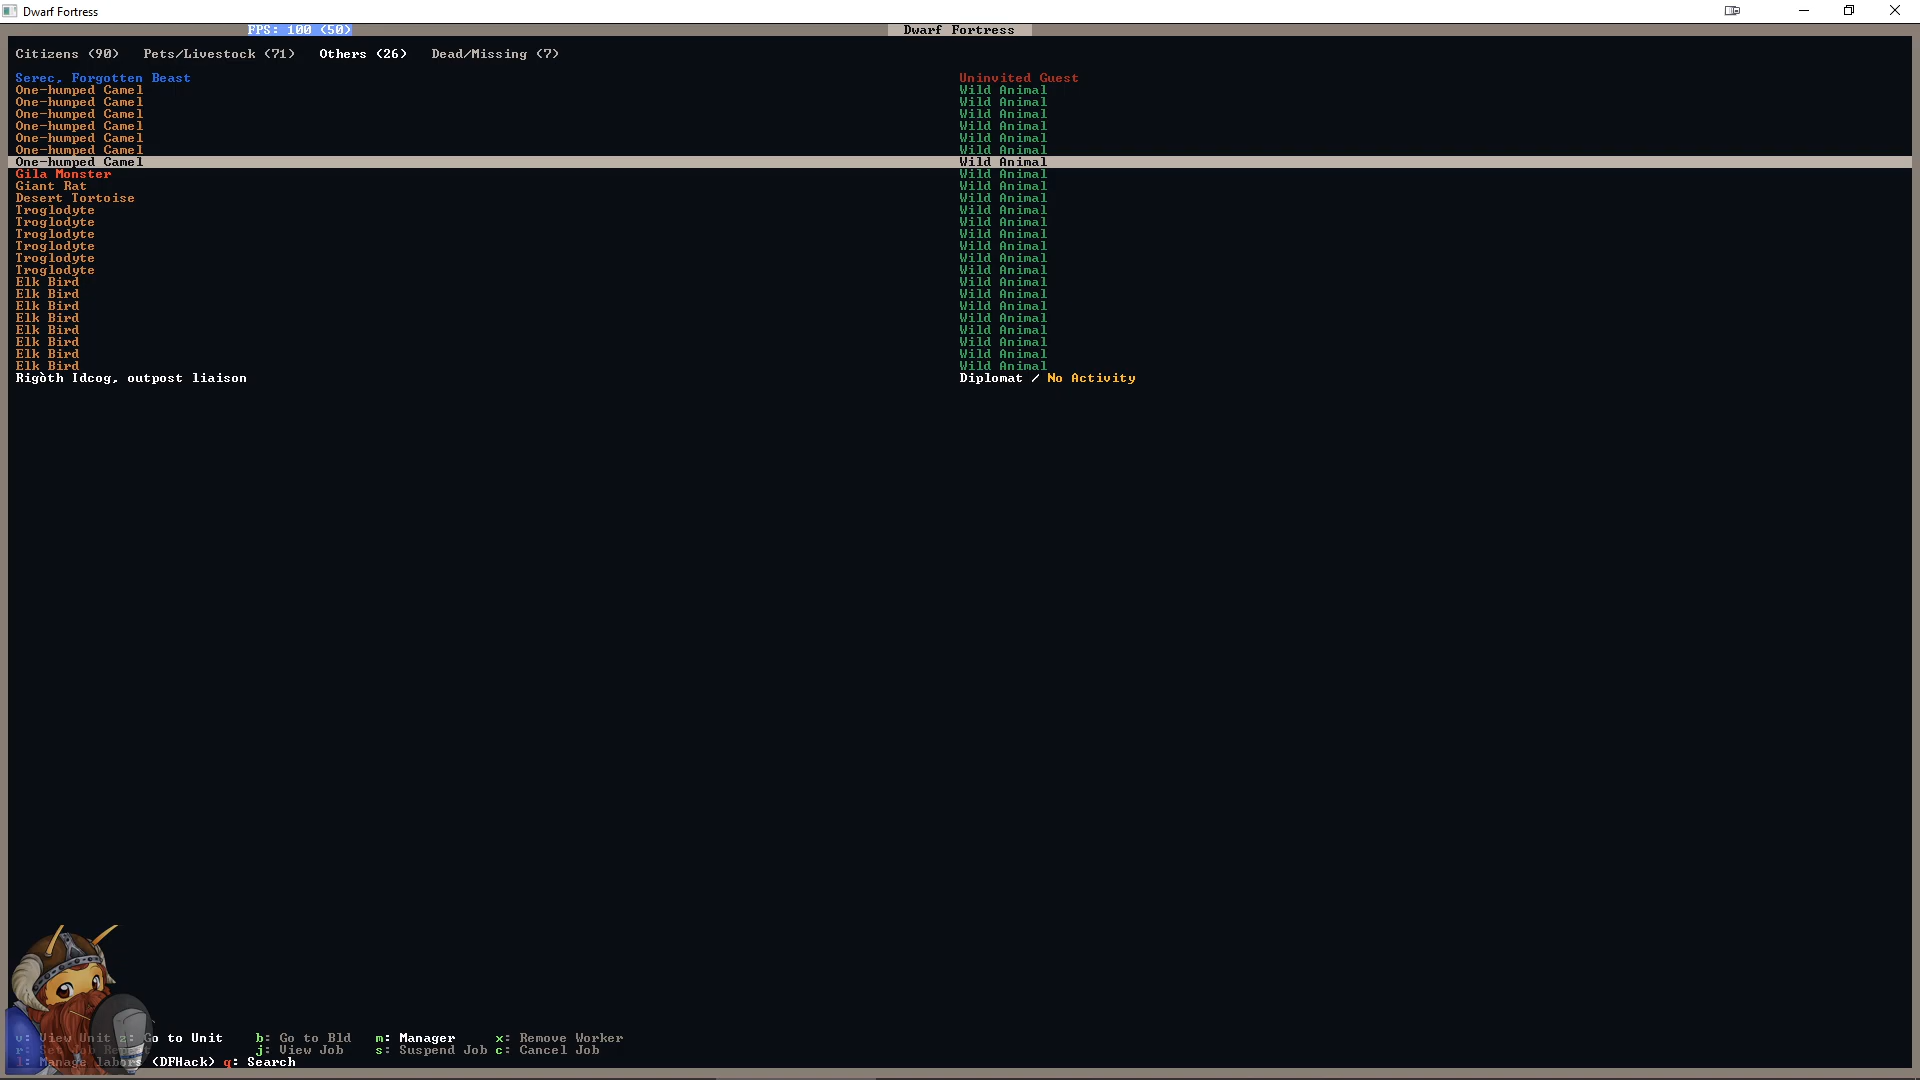 Dwarf Fortress
FPS: 100 (50) Dwarf Fortress
Citizens (90) Pets/Livestock (71) Others (26) Dead/Missing (7)
Serec, Forgotten Beast Uninvited Guest
One-humped Camel Wild Animal
One-humped Camel Wild Animal
One-humped Camel Wild Animal
One-humped Camel Wild Animal
One-humped Camel Wild Animal
One-humped Camel Wild Animal
One-humped Camel Wild Animal
Gila Monster Wild Animal
Giant Rat Wild Animal
Desert Tortoise Wild Animal
Troglodyte Wild Animal
Troglodyte Wild Animal
Troglodyte Wild Animal
Troglodyte Wild Animal
Troglodyte Wild Animal
Troglodyte Wild Animal
Elk Bird Wild Animal
Elk Bird Wild Animal
Elk Bird Wild Animal
Elk Bird Wild Animal
Elk Bird Wild Animal
Elk Bird Wild Animal
Elk Bird Wild Animal
Elk Bird Wild Animal
Rigòth Idcog, outpost liaison Diplomat / No Activity
v: View Unit z: Go to Unit b: Go to Bld m: Manager x: Remove Worker
r: Set Job j: View Job s: Suspend Job c: Cancel Job
l: Manage labors (DFHack) q: Search